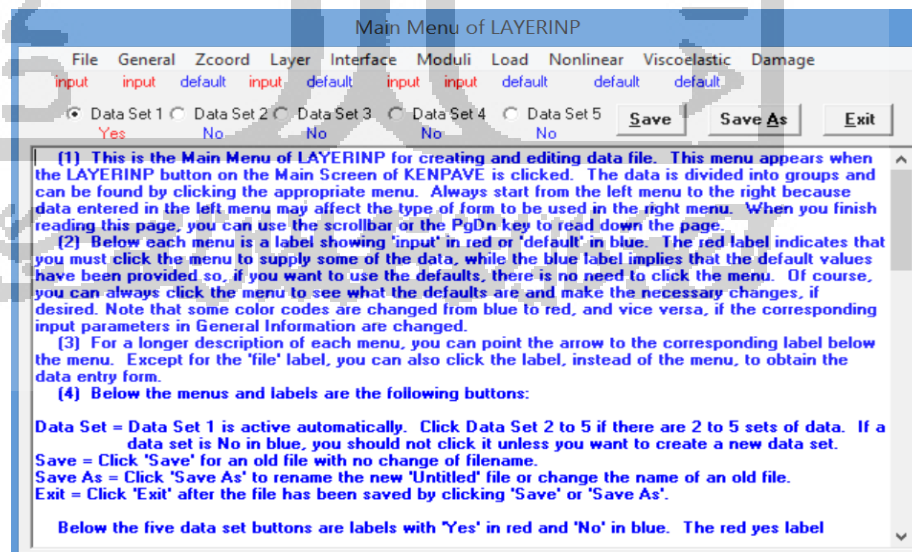 Main Menu of LAYERINP
File General Zcoord Layer Interface Moduli Load Nonlinear Viscoelastic Damage
input input default input default input input default default default
Data Set 1 Data Set 2 Data Set 3 Data Set 4 Data Set 5 Save Save As Exit
Yes No No No No
(1) This is the Main Menu of LAYERINP for creating and editing data file. This menu appears when
the LAYERINP button on the Main Screen of KENPAVE is clicked. The data is divided into groups and
can be found by clicking the appropriate menu. Always start from the left menu to the right because
data entered in the left menu may affect the type of form to be used in the right menu. When you finish
reading this page, you can use the scrollbar or the PgDn key to read down the page.
(2) Below each menu is a label showing 'input' in red or 'default' in blue. The red label indicates that
you must click the menu to supply some of the data, while the blue label implies that the default values
have been provided so, if you want to use the defaults, there is no need to click the menu. Of course,
you can always click the menu to see what the defaults are and make the necessary changes, if
desired. Note that some color codes are changed from blue to red, and vice versa, if the corresponding
input parameters in General Information are changed.
(3) For a longer description of each menu, you can point the arrow to the corresponding label below
the menu. Except for the 'file' label, you can also click the label, instead of the menu, to obtain the
data entry form.
(4) Below the menus and labels are the following buttons:
Data Set = Data Set 1 is active automatically. Click Data Set 2 to 5 if there are 2 to 5 sets of data. If a
data set is No in blue, you should not click it unless you want to create a new data set.
Save = Click 'Save' for an old file with no change of filename.
Save As = Click 'Save As' to rename the new 'Untitled' file or change the name of an old file.
Exit = Click 'Exit' after the file has been saved by clicking 'Save' or 'Save As'.
Below the five data set buttons are labels with 'Yes' in red and 'No' in blue. The red yes label